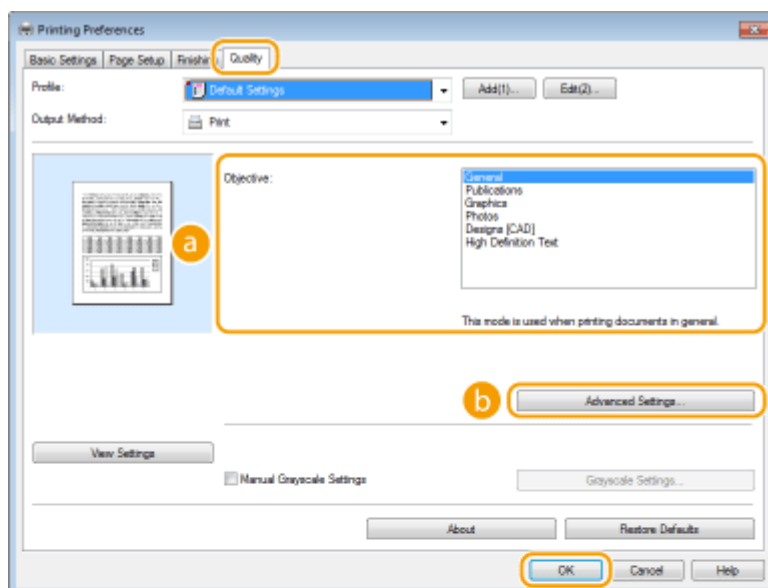 Printing Preferences
Basic Settings Page Setup Finishing Quality
Profile: Default Settings Add(1)... Edit(2)...
Output Method: Print
Objective: General
Publications
Graphics
Photos
Designs [CAD]
High Definition Text
a
This mode is used when printing documents in general.
b Advanced Settings...
View Settings
Manual Grayscale Settings Grayscale Settings...
About Restore Defaults
OK Cancel Help